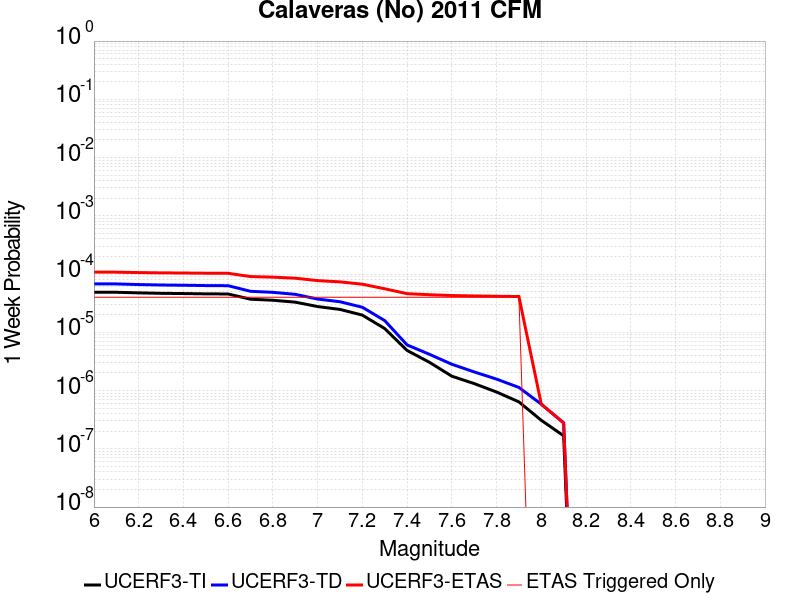 Calaveras (No) 2011 CFM
10^0
10^-1
10^-2
10^-3
10^-4
10^-5
10^-6
10^-7
10^-8
1 Week Probability
6 6.2 6.4 6.6 6.8 7 7.2 7.4 7.6 7.8 8 8.2 8.4 8.6 8.8 9
Magnitude
UCERF3-TI UCERF3-TD UCERF3-ETAS ETAS Triggered Only